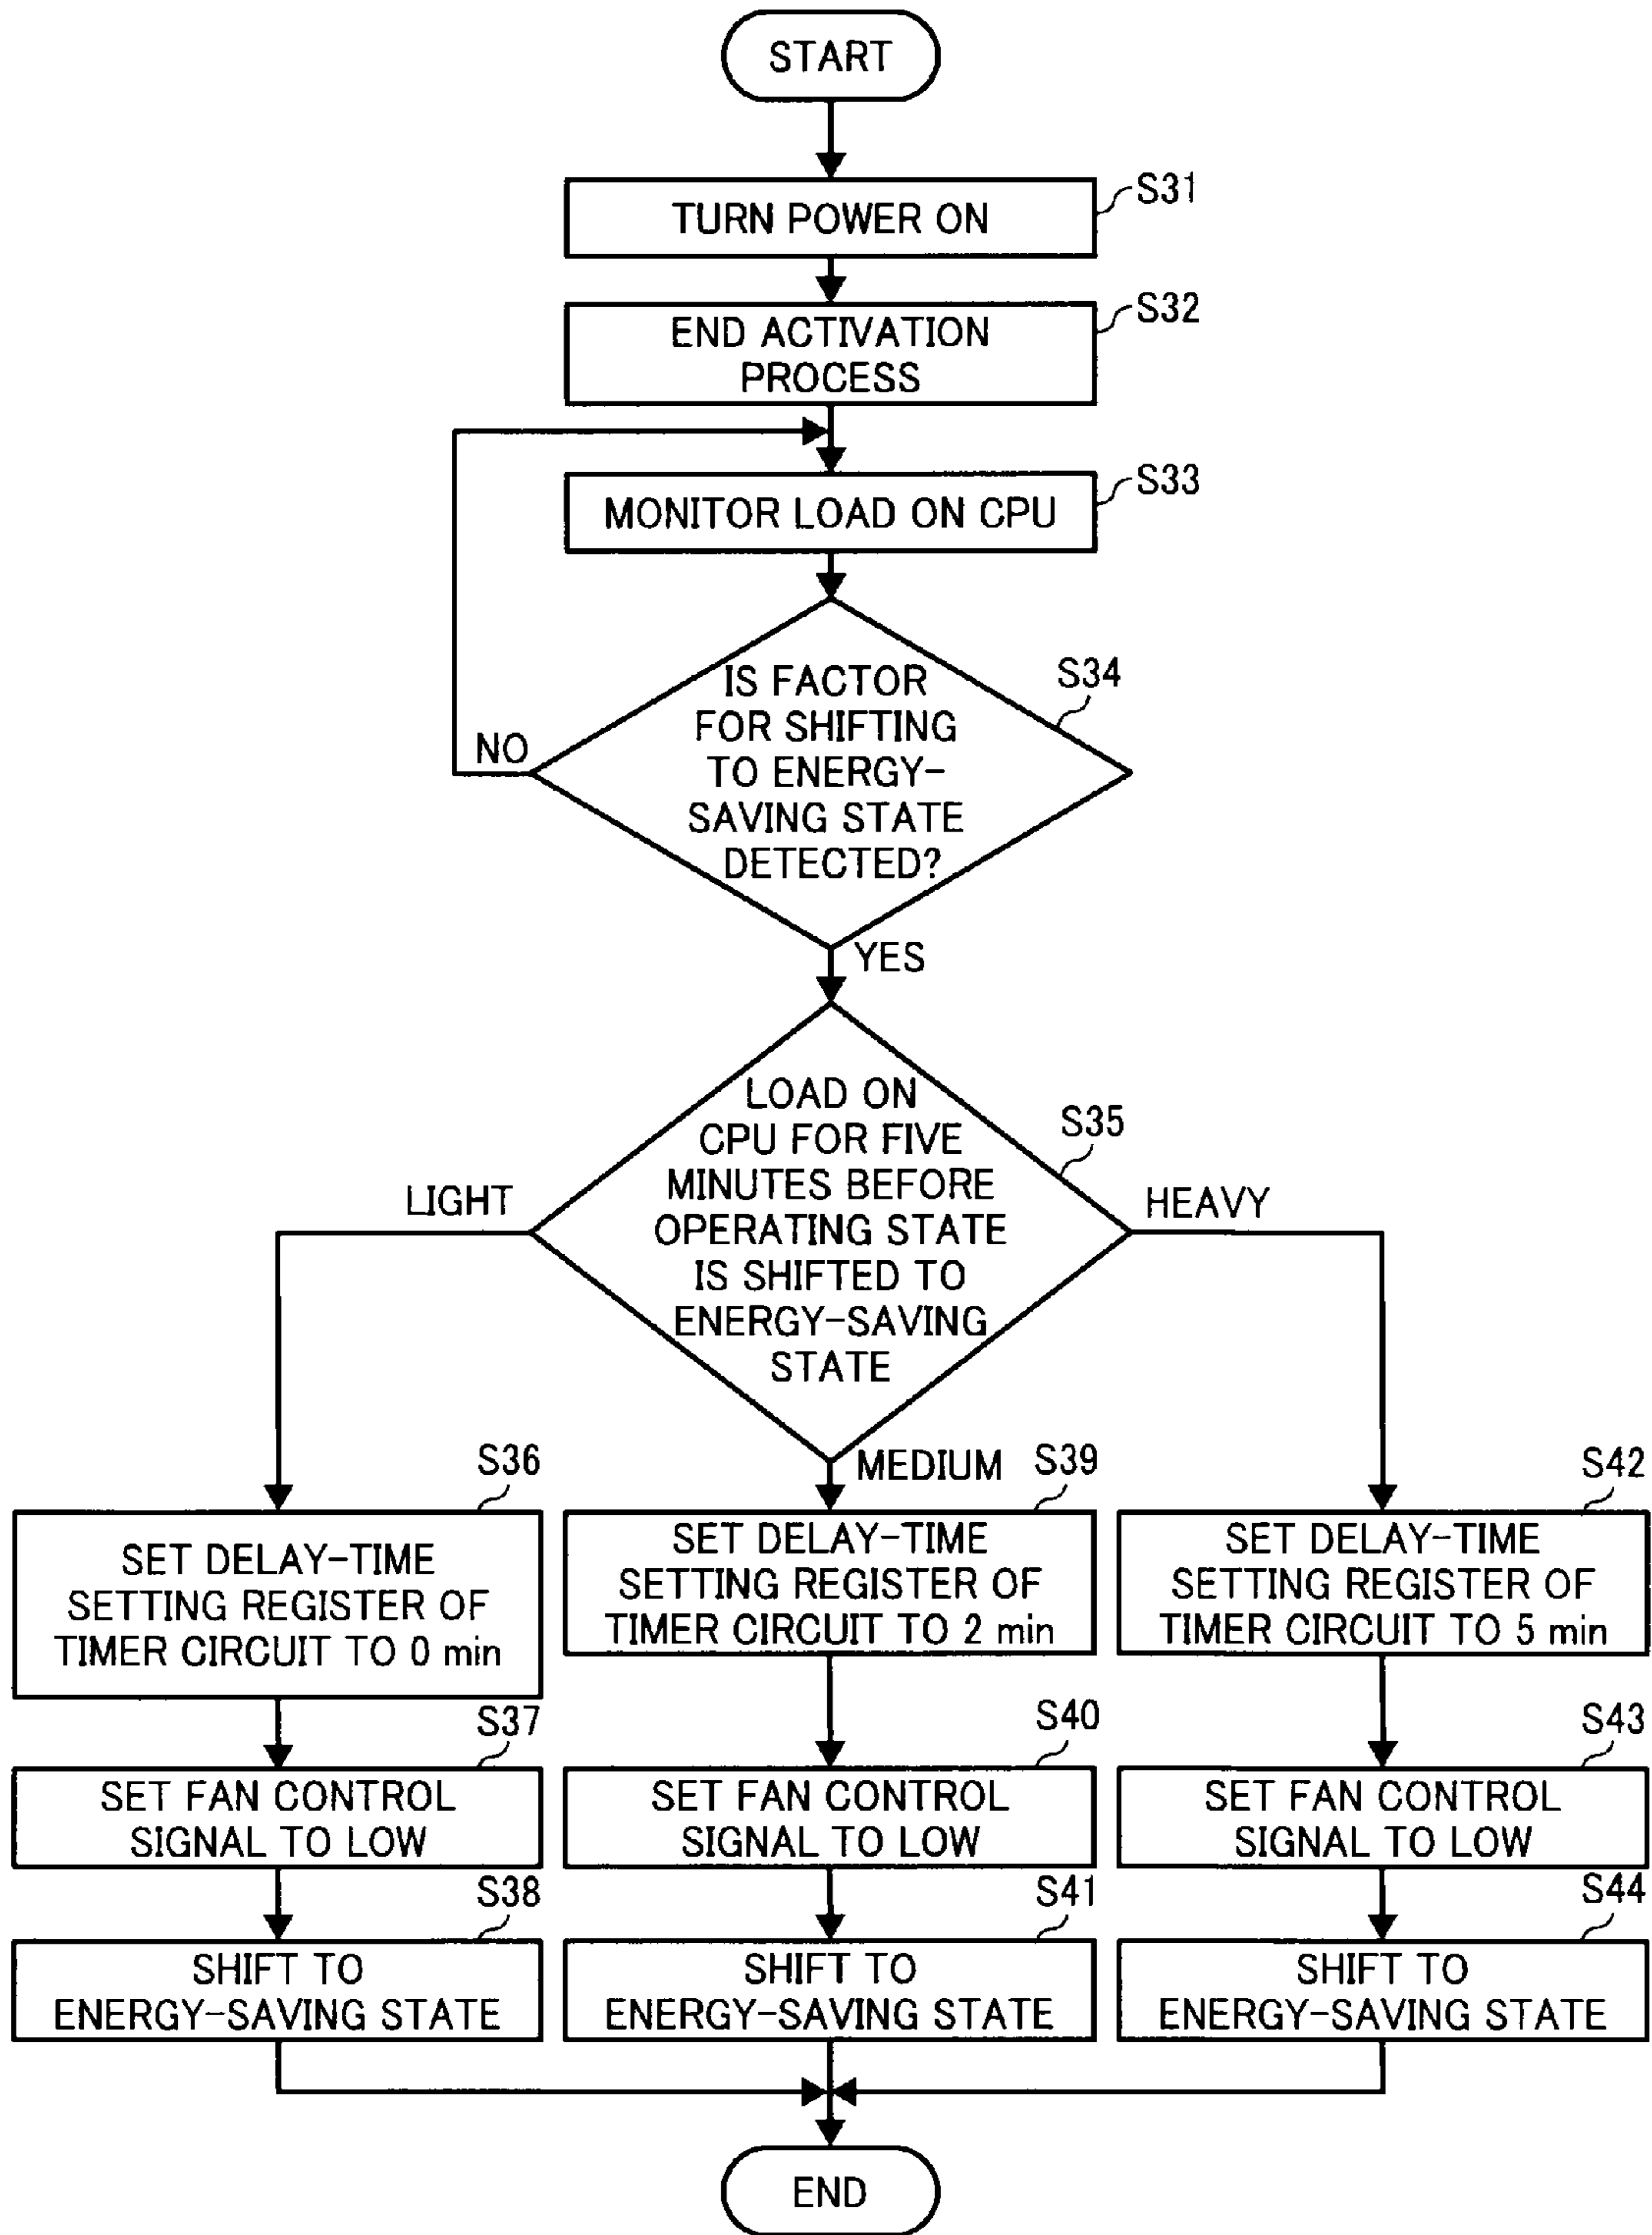 START
TURN POWER ON
S31
END ACTIVATION
PROCESS
S32
MONITOR LOAD ON CPU
S33
IS FACTOR
FOR SHIFTING
TO ENERGY-
SAVING STATE
DETECTED?
S34
NO
YES
LOAD ON
CPU FOR FIVE
MINUTES BEFORE
OPERATING STATE
IS SHIFTED TO
ENERGY-SAVING
STATE
S35
LIGHT
MEDIUM
HEAVY
S36
SET DELAY-TIME
SETTING REGISTER OF
TIMER CIRCUIT TO 0 min
S37
SET FAN CONTROL
SIGNAL TO LOW
S38
SHIFT TO
ENERGY-SAVING STATE
S39
SET DELAY-TIME
SETTING REGISTER OF
TIMER CIRCUIT TO 2 min
S40
SET FAN CONTROL
SIGNAL TO LOW
S41
SHIFT TO
ENERGY-SAVING STATE
S42
SET DELAY-TIME
SETTING REGISTER OF
TIMER CIRCUIT TO 5 min
S43
SET FAN CONTROL
SIGNAL TO LOW
S44
SHIFT TO
ENERGY-SAVING STATE
END